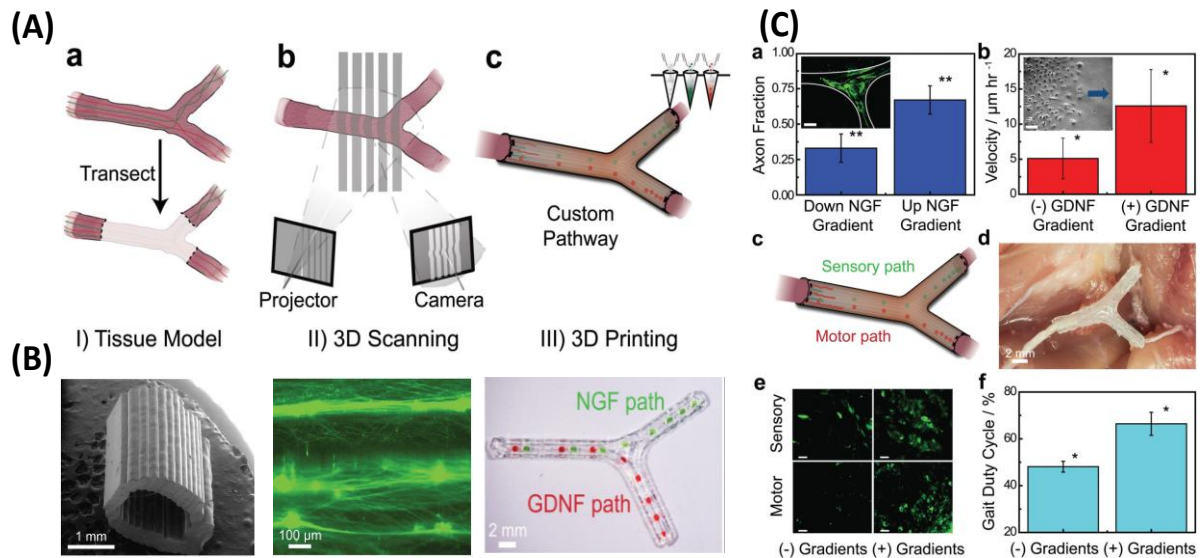 (A)
a
Transect
I) Tissue Model
b
Projector
Camera
II) 3D Scanning
c
Custom
Pathway
III) 3D Printing
(B)
1 mm
100 μm
NGF path
GDNF path
2 mm
(C)
a
Axon Fraction
1.00
0.75
0.50
0.25
0.00
**
**
Down NGF
Gradient
Up NGF
Gradient
b
Velocity / μm hr⁻¹
20
15
10
5
0
*
*
(-) GDNF
Gradient
(+) GDNF
Gradient
c
Sensory path
Motor path
d
2 mm
e
Sensory
Motor
(-) Gradients
(+) Gradients
f
Gait Duty Cycle / %
80
60
40
20
*
*
(-) Gradients
(+) Gradients